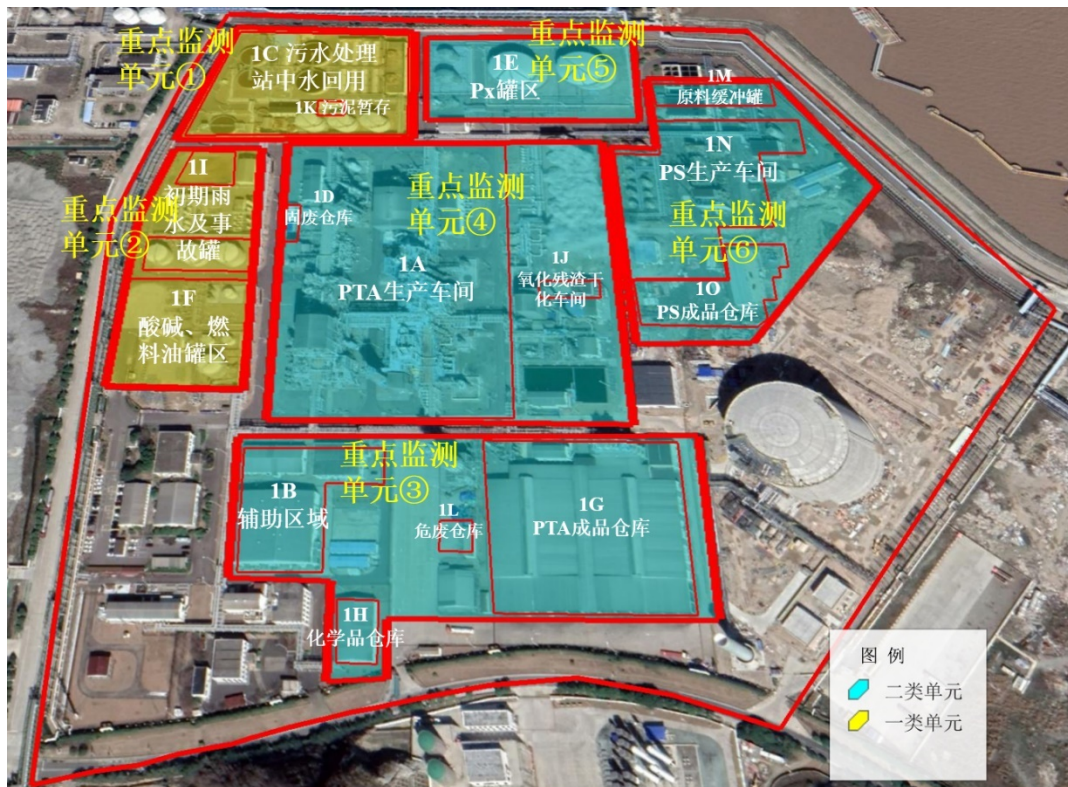 重点监测
单元①
1C 污水处理
站中水回用
1K 污泥暂存
重点监测
单元⑤
1E
Px罐区
1M
原料缓冲罐
1N
PS生产车间
重点监测
单元⑥
1O
PS成品仓库
1I
初期雨
水及事
故罐
重点监测
单元②
1F
酸碱、燃
料油罐区
1D
固废仓库
重点监测
单元④
1A
PTA生产车间
1J
氧化残渣干
化车间
重点监测
单元③
1B
辅助区域
1L
危废仓库
1G
PTA成品仓库
1H
化学品仓库
图 例
二类单元
一类单元